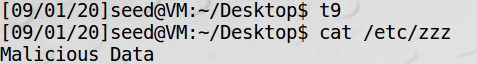 [09/01/20]seed@VM:~/Desktop$ t9
[09/01/20]seed@VM:~/Desktop$ cat /etc/zzz
Malicious Data